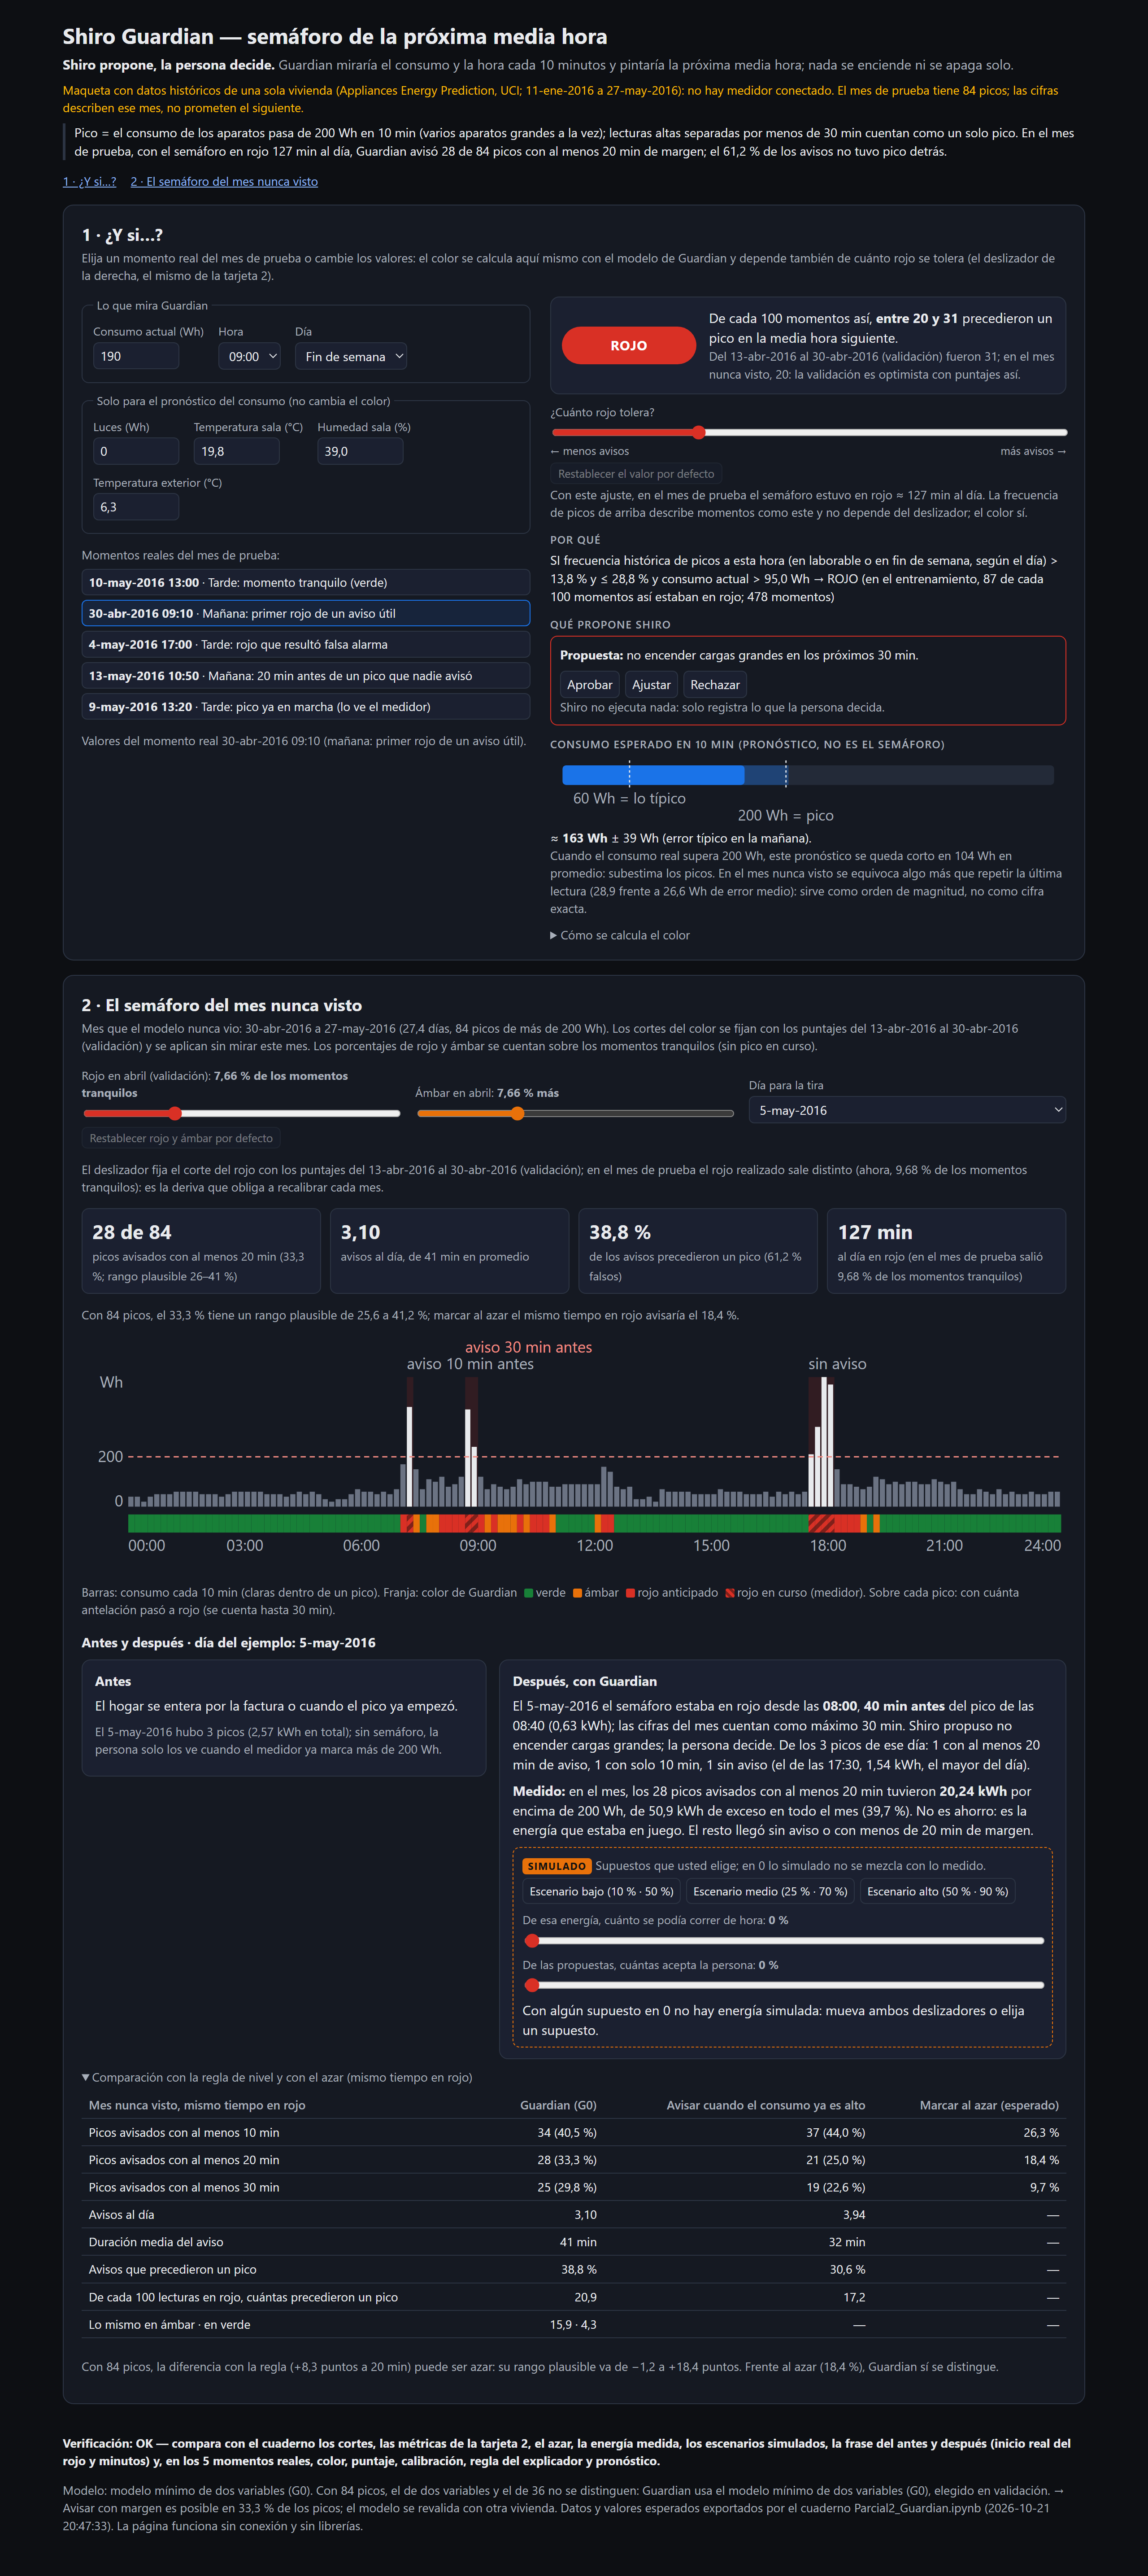 Shiro Guardian — semáforo de la próxima media hora
Shiro propone, la persona decide. Guardian miraría el consumo y la hora cada 10 minutos y pintaría la próxima media hora; nada se enciende ni se apaga solo.
Maqueta con datos históricos de una sola vivienda (Appliances Energy Prediction, UCI; 11-ene-2016 a 27-may-2016): no hay medidor conectado. El mes de prueba tiene 84 picos; las cifras
describen ese mes, no prometen el siguiente.
Pico = el consumo de los aparatos pasa de 200 Wh en 10 min (varios aparatos grandes a la vez); lecturas altas separadas por menos de 30 min cuentan como un solo pico. En el mes
de prueba, con el semáforo en rojo 127 min al día, Guardian avisó 28 de 84 picos con al menos 20 min de margen; el 61,2 % de los avisos no tuvo pico detrás.
1 · ¿Y si…? 2 · El semáforo del mes nunca visto
1 · ¿Y si…?
Elija un momento real del mes de prueba o cambie los valores: el color se calcula aquí mismo con el modelo de Guardian y depende también de cuánto rojo se tolera (el deslizador de
la derecha, el mismo de la tarjeta 2).
Lo que mira Guardian
Consumo actual (Wh) Hora Día
190 09:00 Fin de semana
Solo para el pronóstico del consumo (no cambia el color)
Luces (Wh) Temperatura sala (°C) Humedad sala (%)
0 19,8 39,0
Temperatura exterior (°C)
6,3
Momentos reales del mes de prueba:
10-may-2016 13:00 · Tarde: momento tranquilo (verde)
30-abr-2016 09:10 · Mañana: primer rojo de un aviso útil
4-may-2016 17:00 · Tarde: rojo que resultó falsa alarma
13-may-2016 10:50 · Mañana: 20 min antes de un pico que nadie avisó
9-may-2016 13:20 · Tarde: pico ya en marcha (lo ve el medidor)
Valores del momento real 30-abr-2016 09:10 (mañana: primer rojo de un aviso útil).
ROJO
De cada 100 momentos así, entre 20 y 31 precedieron un
pico en la media hora siguiente.
Del 13-abr-2016 al 30-abr-2016 (validación) fueron 31; en el mes
nunca visto, 20: la validación es optimista con puntajes así.
¿Cuánto rojo tolera?
← menos avisos más avisos →
Restablecer el valor por defecto
Con este ajuste, en el mes de prueba el semáforo estuvo en rojo ≈ 127 min al día. La frecuencia
de picos de arriba describe momentos como este y no depende del deslizador; el color sí.
POR QUÉ
SI frecuencia histórica de picos a esta hora (en laborable o en fin de semana, según el día) >
13,8 % y ≤ 28,8 % y consumo actual > 95,0 Wh → ROJO (en el entrenamiento, 87 de cada
100 momentos así estaban en rojo; 478 momentos)
QUÉ PROPONE SHIRO
Propuesta: no encender cargas grandes en los próximos 30 min.
Aprobar Ajustar Rechazar
Shiro no ejecuta nada: solo registra lo que la persona decida.
CONSUMO ESPERADO EN 10 MIN (PRONÓSTICO, NO ES EL SEMÁFORO)
60 Wh = lo típico
200 Wh = pico
≈ 163 Wh ± 39 Wh (error típico en la mañana).
Cuando el consumo real supera 200 Wh, este pronóstico se queda corto en 104 Wh en
promedio: subestima los picos. En el mes nunca visto se equivoca algo más que repetir la última
lectura (28,9 frente a 26,6 Wh de error medio): sirve como orden de magnitud, no como cifra
exacta.
▶ Cómo se calcula el color
2 · El semáforo del mes nunca visto
Mes que el modelo nunca vio: 30-abr-2016 a 27-may-2016 (27,4 días, 84 picos de más de 200 Wh). Los cortes del color se fijan con los puntajes del 13-abr-2016 al 30-abr-2016
(validación) y se aplican sin mirar este mes. Los porcentajes de rojo y ámbar se cuentan sobre los momentos tranquilos (sin pico en curso).
Rojo en abril (validación): 7,66 % de los momentos
tranquilos
Ámbar en abril: 7,66 % más
Día para la tira
5-may-2016
Restablecer rojo y ámbar por defecto
El deslizador fija el corte del rojo con los puntajes del 13-abr-2016 al 30-abr-2016 (validación); en el mes de prueba el rojo realizado sale distinto (ahora, 9,68 % de los momentos
tranquilos): es la deriva que obliga a recalibrar cada mes.
28 de 84
picos avisados con al menos 20 min (33,3
%; rango plausible 26–41 %)
3,10
avisos al día, de 41 min en promedio
38,8 %
de los avisos precedieron un pico (61,2 %
falsos)
127 min
al día en rojo (en el mes de prueba salió
9,68 % de los momentos tranquilos)
Con 84 picos, el 33,3 % tiene un rango plausible de 25,6 a 41,2 %; marcar al azar el mismo tiempo en rojo avisaría el 18,4 %.
aviso 30 min antes
aviso 10 min antes sin aviso
Wh
200
0
00:00 03:00 06:00 09:00 12:00 15:00 18:00 21:00 24:00
Barras: consumo cada 10 min (claras dentro de un pico). Franja: color de Guardian verde ámbar rojo anticipado rojo en curso (medidor). Sobre cada pico: con cuánta
antelación pasó a rojo (se cuenta hasta 30 min).
Antes y después · día del ejemplo: 5-may-2016
Antes
El hogar se entera por la factura o cuando el pico ya empezó.
El 5-may-2016 hubo 3 picos (2,57 kWh en total); sin semáforo, la
persona solo los ve cuando el medidor ya marca más de 200 Wh.
Después, con Guardian
El 5-may-2016 el semáforo estaba en rojo desde las 08:00, 40 min antes del pico de las
08:40 (0,63 kWh); las cifras del mes cuentan como máximo 30 min. Shiro propuso no
encender cargas grandes; la persona decide. De los 3 picos de ese día: 1 con al menos 20
min de aviso, 1 con solo 10 min, 1 sin aviso (el de las 17:30, 1,54 kWh, el mayor del día).
Medido: en el mes, los 28 picos avisados con al menos 20 min tuvieron 20,24 kWh por
encima de 200 Wh, de 50,9 kWh de exceso en todo el mes (39,7 %). No es ahorro: es la
energía que estaba en juego. El resto llegó sin aviso o con menos de 20 min de margen.
SIMULADO Supuestos que usted elige; en 0 lo simulado no se mezcla con lo medido.
Escenario bajo (10 % · 50 %) Escenario medio (25 % · 70 %) Escenario alto (50 % · 90 %)
De esa energía, cuánto se podía correr de hora: 0 %
De las propuestas, cuántas acepta la persona: 0 %
Con algún supuesto en 0 no hay energía simulada: mueva ambos deslizadores o elija
un supuesto.
▼ Comparación con la regla de nivel y con el azar (mismo tiempo en rojo)
Mes nunca visto, mismo tiempo en rojo Guardian (G0) Avisar cuando el consumo ya es alto Marcar al azar (esperado)
Picos avisados con al menos 10 min 34 (40,5 %) 37 (44,0 %) 26,3 %
Picos avisados con al menos 20 min 28 (33,3 %) 21 (25,0 %) 18,4 %
Picos avisados con al menos 30 min 25 (29,8 %) 19 (22,6 %) 9,7 %
Avisos al día 3,10 3,94 —
Duración media del aviso 41 min 32 min —
Avisos que precedieron un pico 38,8 % 30,6 % —
De cada 100 lecturas en rojo, cuántas precedieron un pico 20,9 17,2 —
Lo mismo en ámbar · en verde 15,9 · 4,3 — —
Con 84 picos, la diferencia con la regla (+8,3 puntos a 20 min) puede ser azar: su rango plausible va de −1,2 a +18,4 puntos. Frente al azar (18,4 %), Guardian sí se distingue.
Verificación: OK — compara con el cuaderno los cortes, las métricas de la tarjeta 2, el azar, la energía medida, los escenarios simulados, la frase del antes y después (inicio real del
rojo y minutos) y, en los 5 momentos reales, color, puntaje, calibración, regla del explicador y pronóstico.
Modelo: modelo mínimo de dos variables (G0). Con 84 picos, el de dos variables y el de 36 no se distinguen: Guardian usa el modelo mínimo de dos variables (G0), elegido en validación. →
Avisar con margen es posible en 33,3 % de los picos; el modelo se revalida con otra vivienda. Datos y valores esperados exportados por el cuaderno Parcial2_Guardian.ipynb (2026-10-21
20:47:33). La página funciona sin conexión y sin librerías.